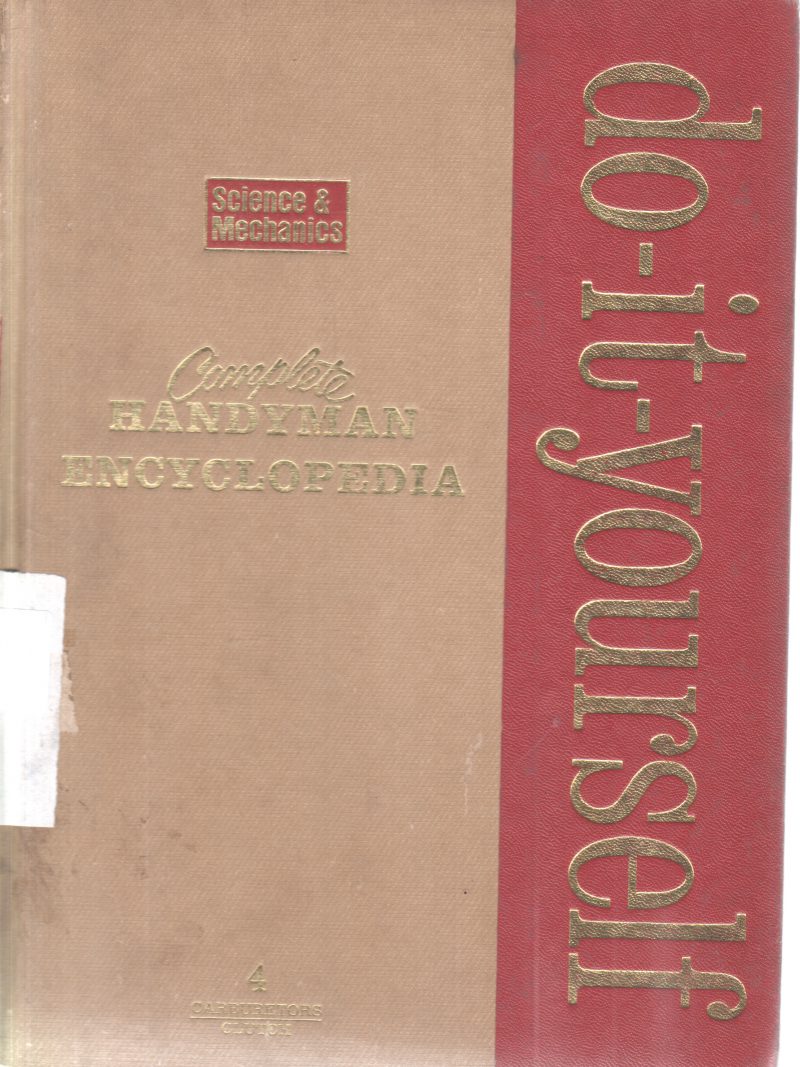 Science &
Mechanics
Complete
HANDYMAN
ENCYCLOPEDIA
4
CARBURETORS
CLUTCH
do-it-yourself